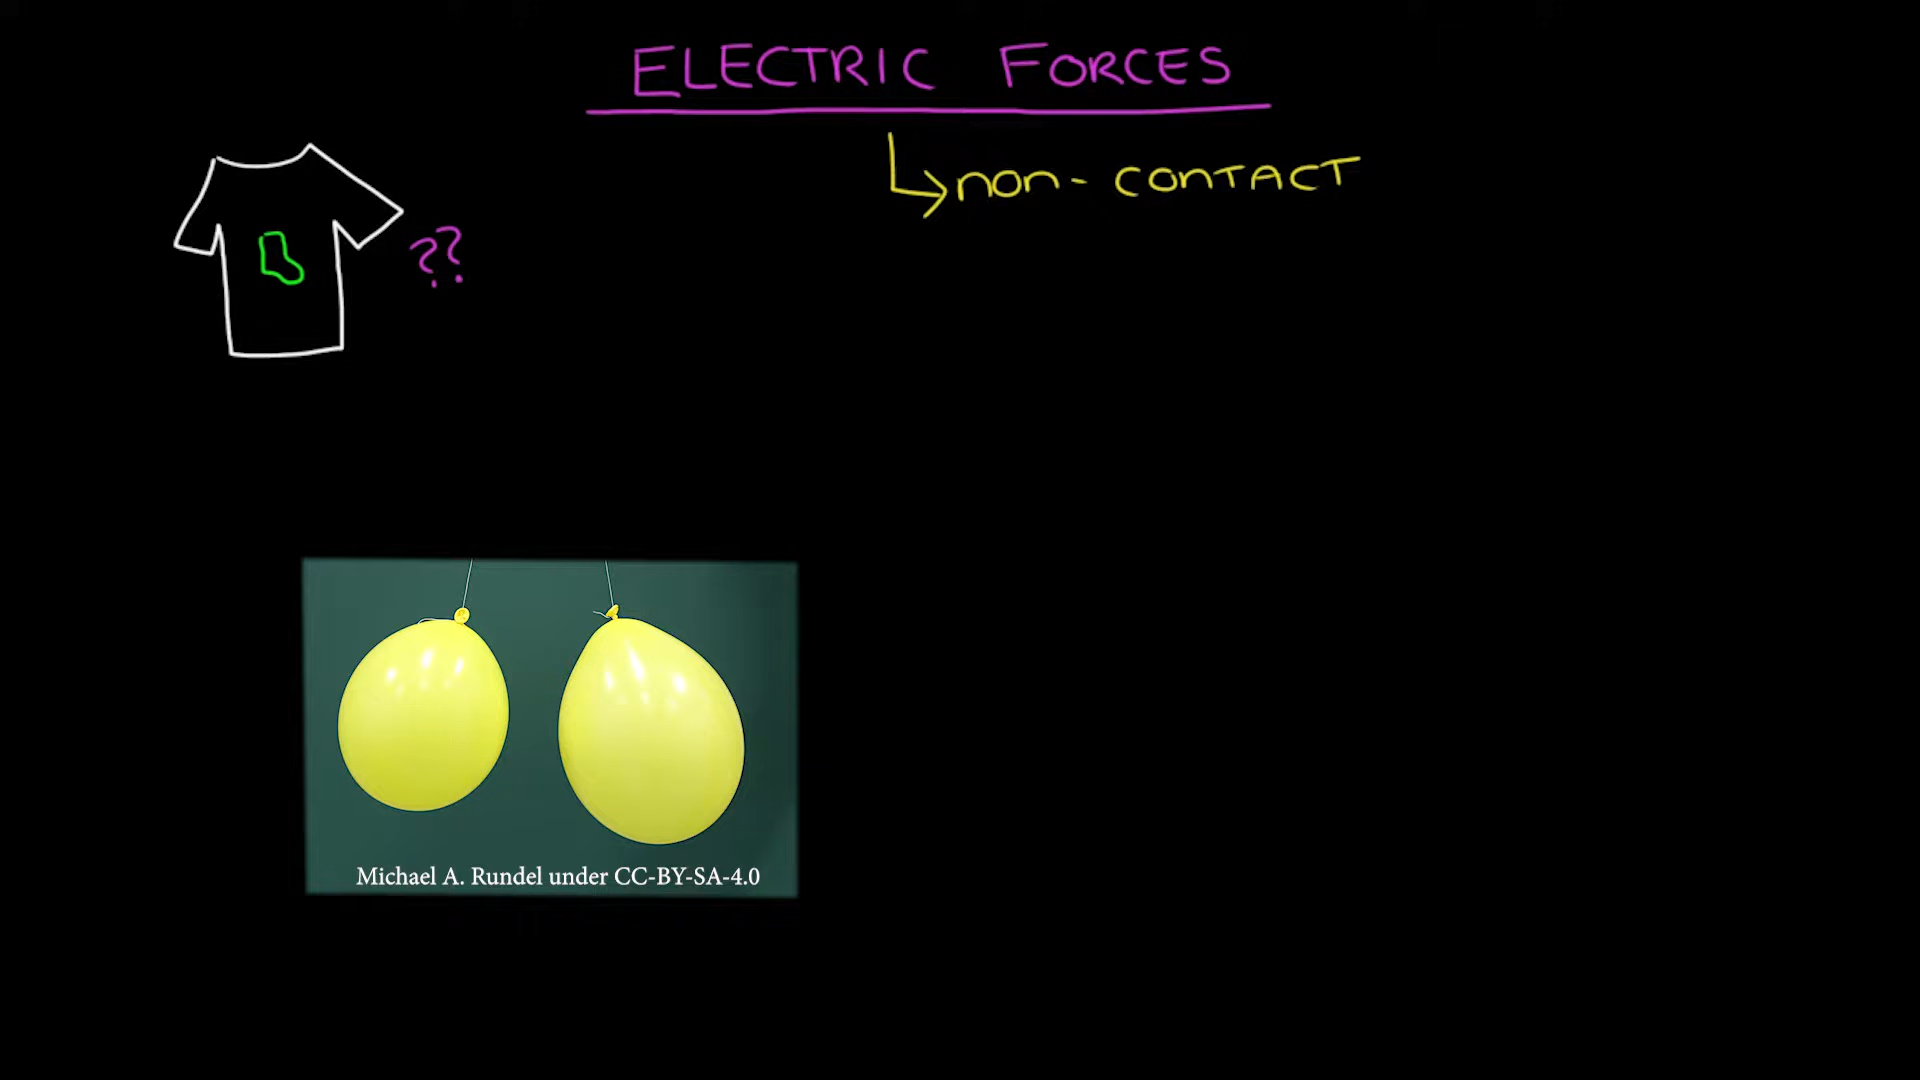 ELECTRIC FORCES
non-CONTACT
??
Michael A. Rundel under CC-BY-SA-4.0